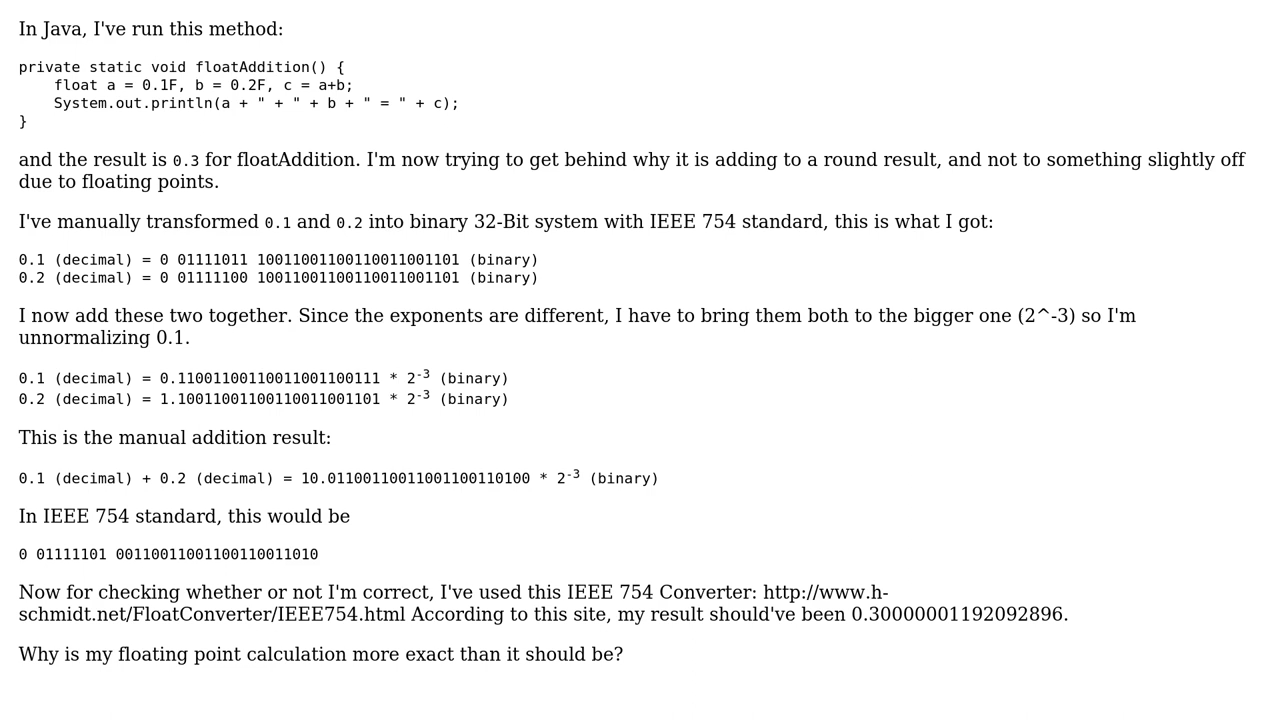 In Java, I've run this method:
private static void floatAddition() {
    float a = 0.1F, b = 0.2F, c = a+b;
    System.out.println(a + " + " + b + " = " + c);
}
and the result is 0.3 for floatAddition. I'm now trying to get behind why it is adding to a round result, and not to something slightly off
due to floating points.
I've manually transformed 0.1 and 0.2 into binary 32-Bit system with IEEE 754 standard, this is what I got:
0.1 (decimal) = 0 01111011 10011001100110011001101 (binary)
0.2 (decimal) = 0 01111100 10011001100110011001101 (binary)
I now add these two together. Since the exponents are different, I have to bring them both to the bigger one (2^-3) so I'm
unnormalizing 0.1.
0.1 (decimal) = 0.11001100110011001100111 * 2^-3 (binary)
0.2 (decimal) = 1.10011001100110011001101 * 2^-3 (binary)
This is the manual addition result:
0.1 (decimal) + 0.2 (decimal) = 10.01100110011001100110100 * 2^-3 (binary)
In IEEE 754 standard, this would be
0 01111101 00110011001100110011010
Now for checking whether or not I'm correct, I've used this IEEE 754 Converter: http://www.h-
schmidt.net/FloatConverter/IEEE754.html According to this site, my result should've been 0.30000001192092896.
Why is my floating point calculation more exact than it should be?